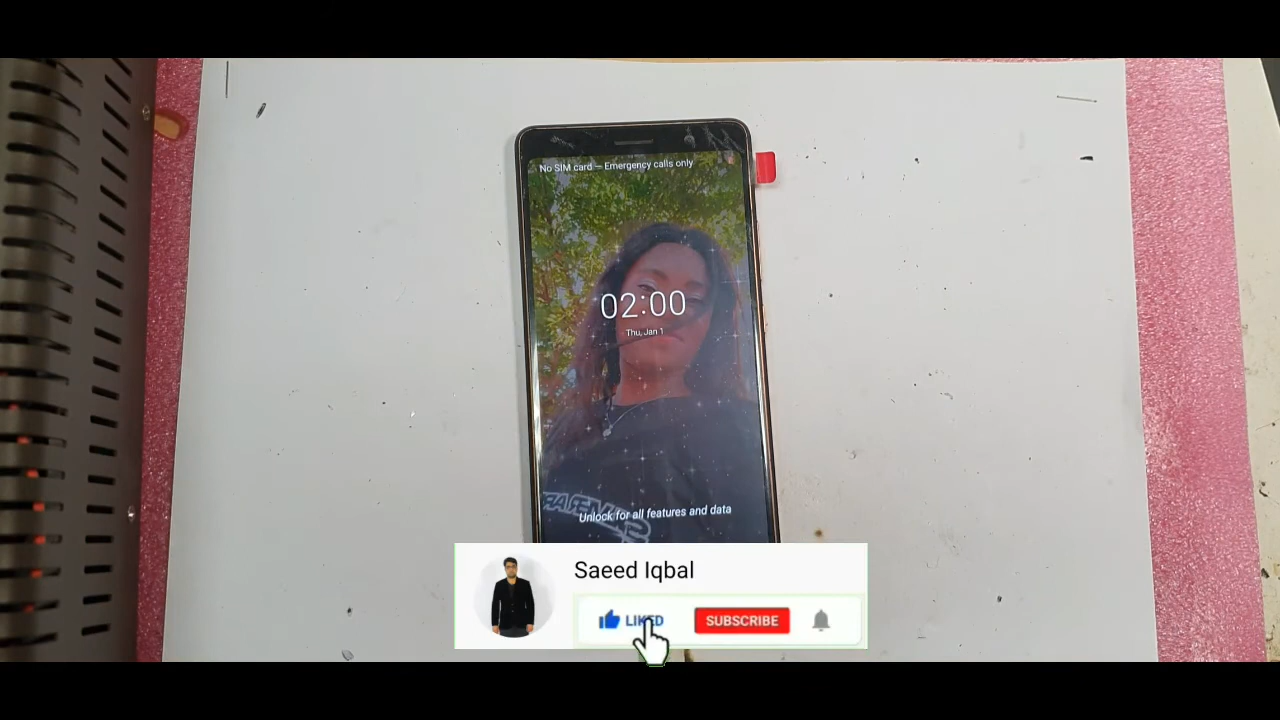 No SIM card — Emergency calls only
02:00
Thu, Jan 1
Unlock for all features and data
Saeed Iqbal
LIKED
SUBSCRIBE